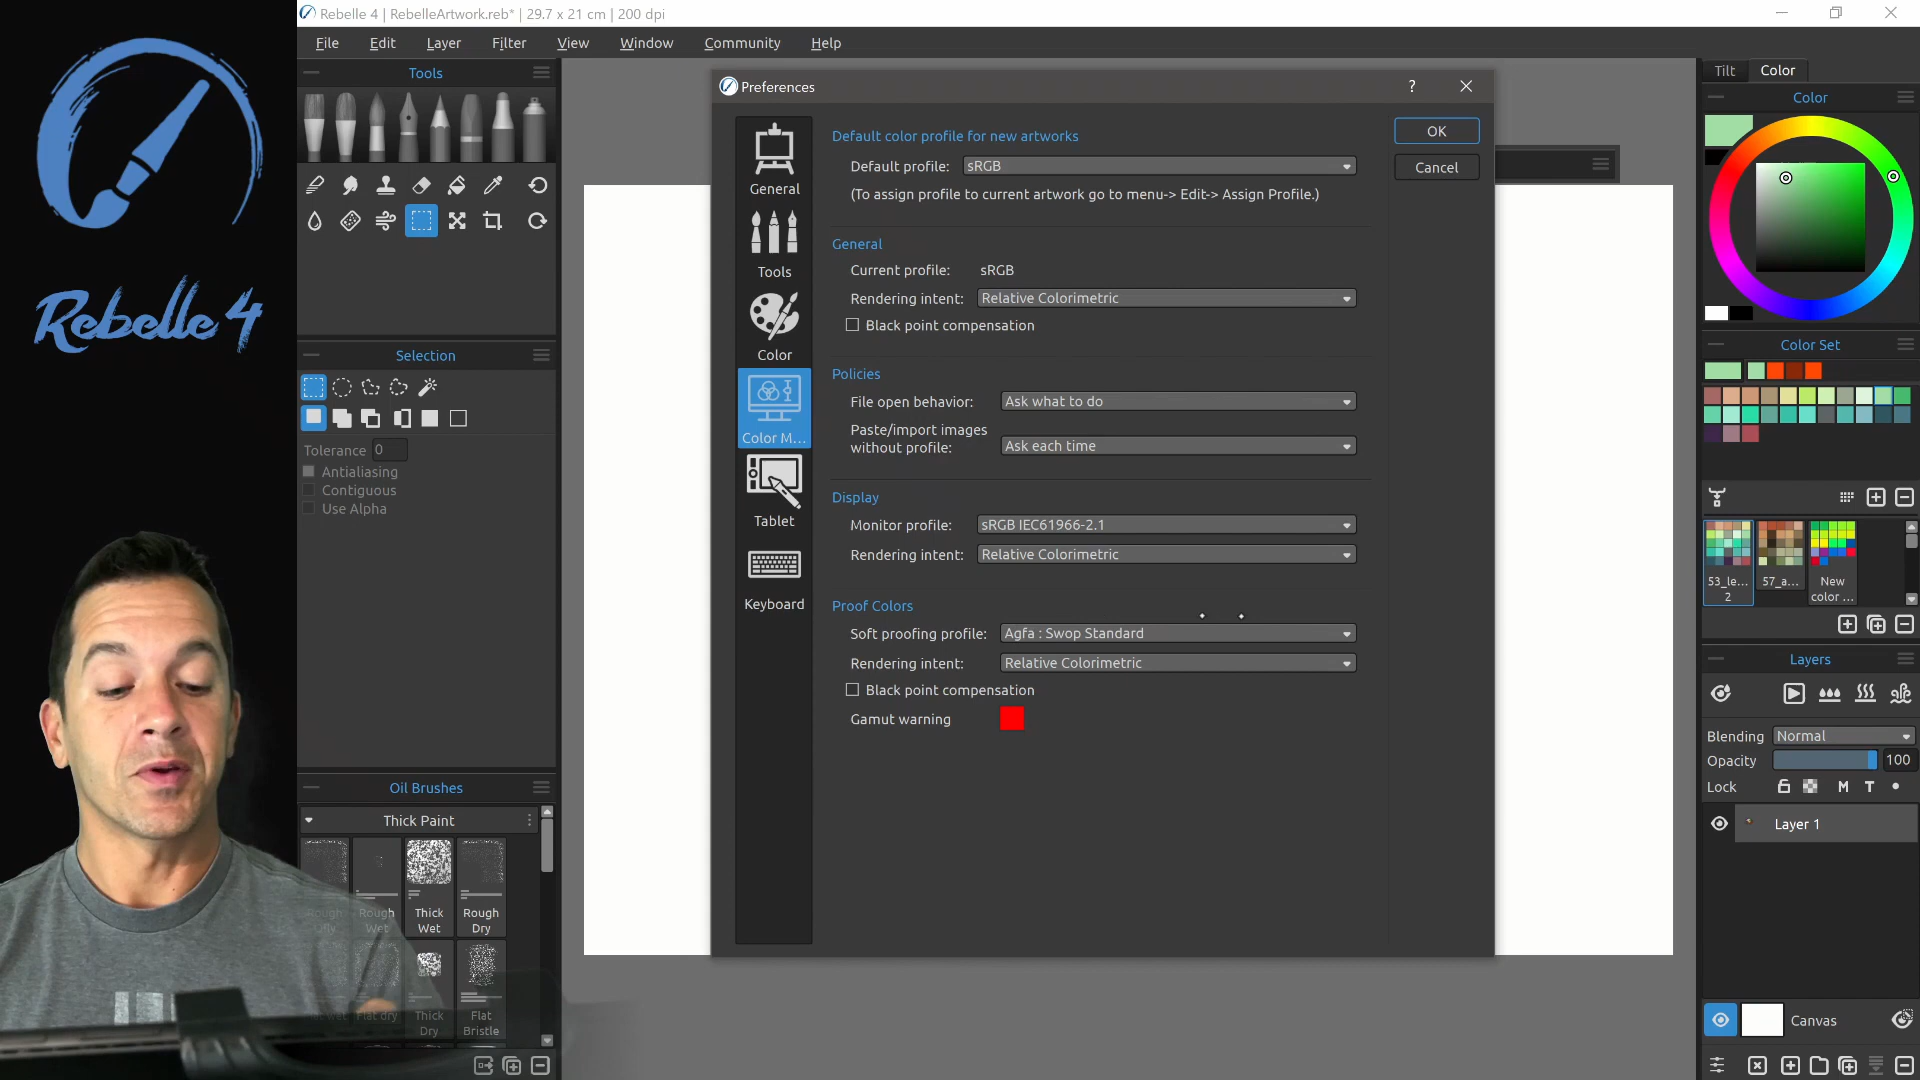 Rebelle 4 | RebelleArtwork.reb* | 29.7 x 21 cm | 200 dpi
File Edit Layer Filter View Window Community Help
Rebelle 4
Tools
Selection
Tolerance 0
Antialiasing
Contiguous
Use Alpha
Oil Brushes
Thick Paint
Rough Oily
Rough Wet
Thick Wet
Rough Dry
Flat wet
Flat dry
Thick Dry
Flat Bristle
Preferences
?
General
Tools
Color
Color M...
Tablet
Keyboard
Default color profile for new artworks
Default profile: sRGB
(To assign profile to current artwork go to menu-> Edit-> Assign Profile.)
General
Current profile: sRGB
Rendering intent: Relative Colorimetric
Black point compensation
Policies
File open behavior: Ask what to do
Paste/import images
without profile: Ask each time
Display
Monitor profile: sRGB IEC61966-2.1
Rendering intent: Relative Colorimetric
Proof Colors
Soft proofing profile: Agfa : Swop Standard
Rendering intent: Relative Colorimetric
Black point compensation
Gamut warning
OK
Cancel
Tilt Color
Color
Color Set
53_le...
2
57_a...
New
color ...
Layers
Blending Normal
Opacity 100
Lock M T
Layer 1
Canvas